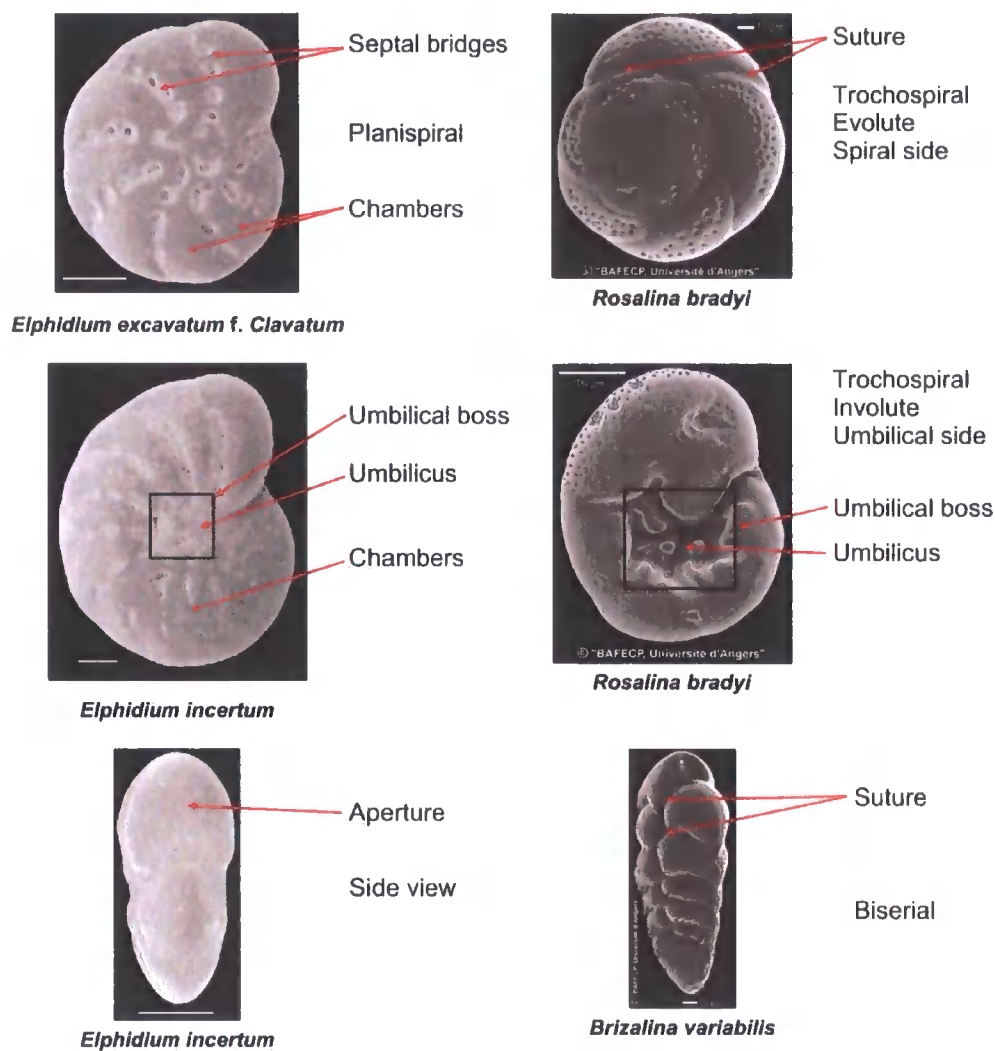 Septal bridges
Planispiral
Chambers
Elphidium excavatum f. Clavatum
Suture
Trochospiral
Evolute
Spiral side
© "BAFECP, Université d'Angers"
Rosalina bradyi
Umbilical boss
Umbilicus
Chambers
Elphidium incertum
Trochospiral
Involute
Umbilical side
Umbilical boss
Umbilicus
© "BAFECP, Université d'Angers"
Rosalina bradyi
Aperture
Side view
Elphidium incertum
Suture
Biserial
Brizalina variabilis